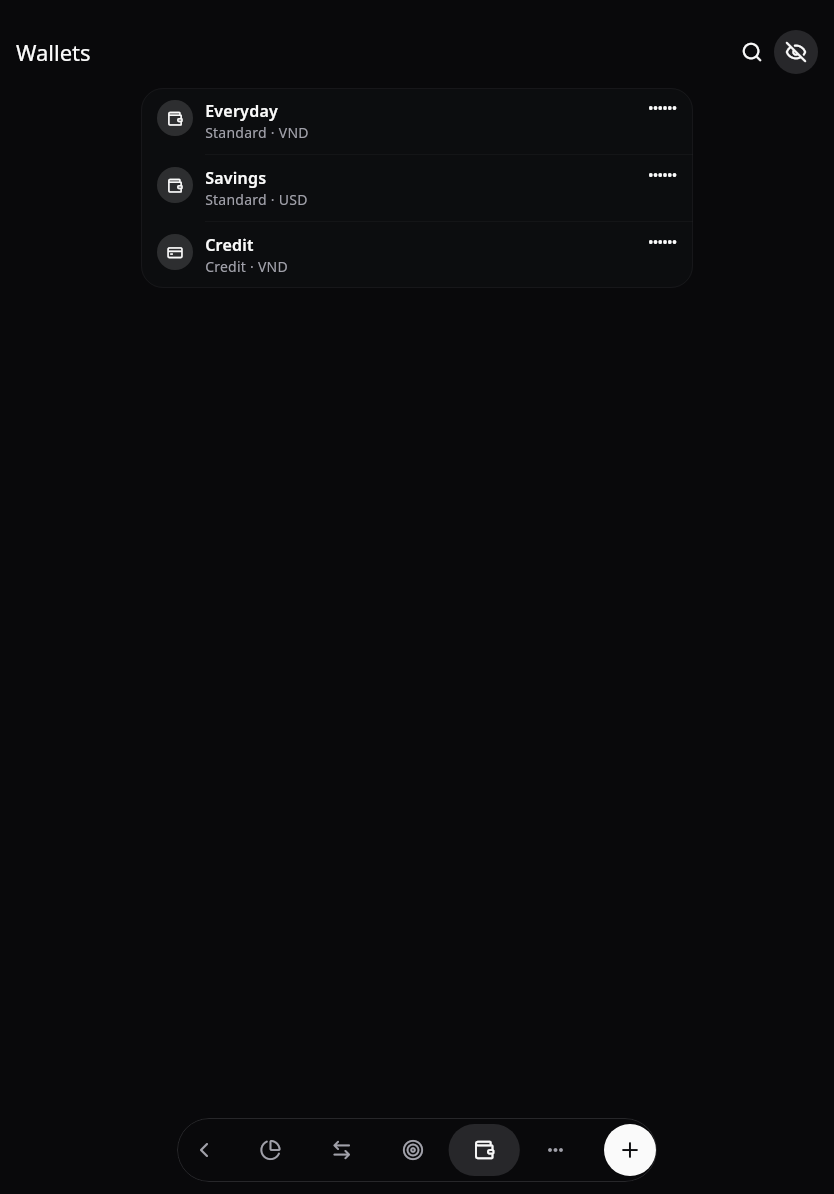 Wallets
Everyday
••••••
Standard · VND
Savings
••••••
Standard · USD
Credit
••••••
Credit · VND